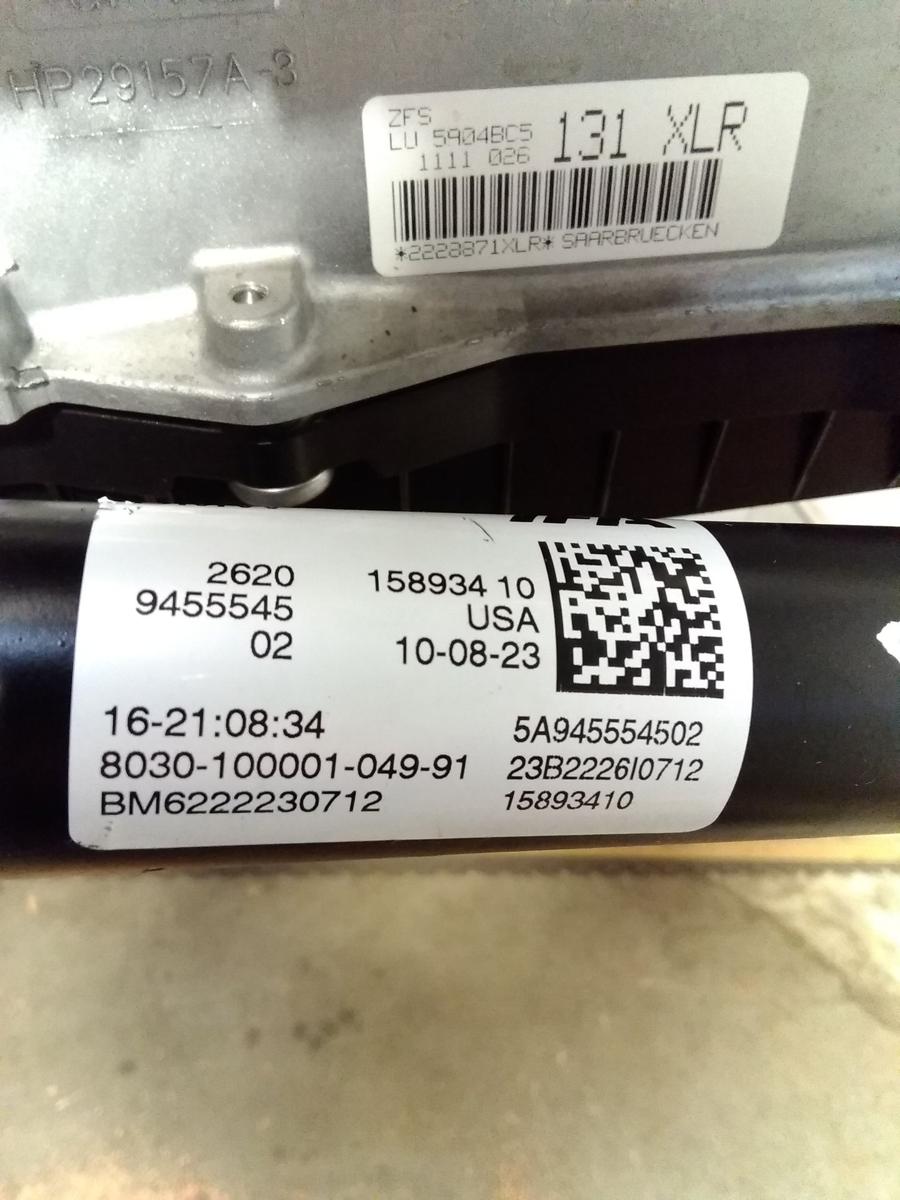 HP29157A-3
ZFS
LU 5904BC5
1111 026
131 XLR
*2228871XLR* SAARBRUECKEN
2620
9455545
02
158934 10
USA
10-08-23
16-21:08:34
8030-100001-049-91
BM6222230712
5A945554502
23B2226I0712
15893410